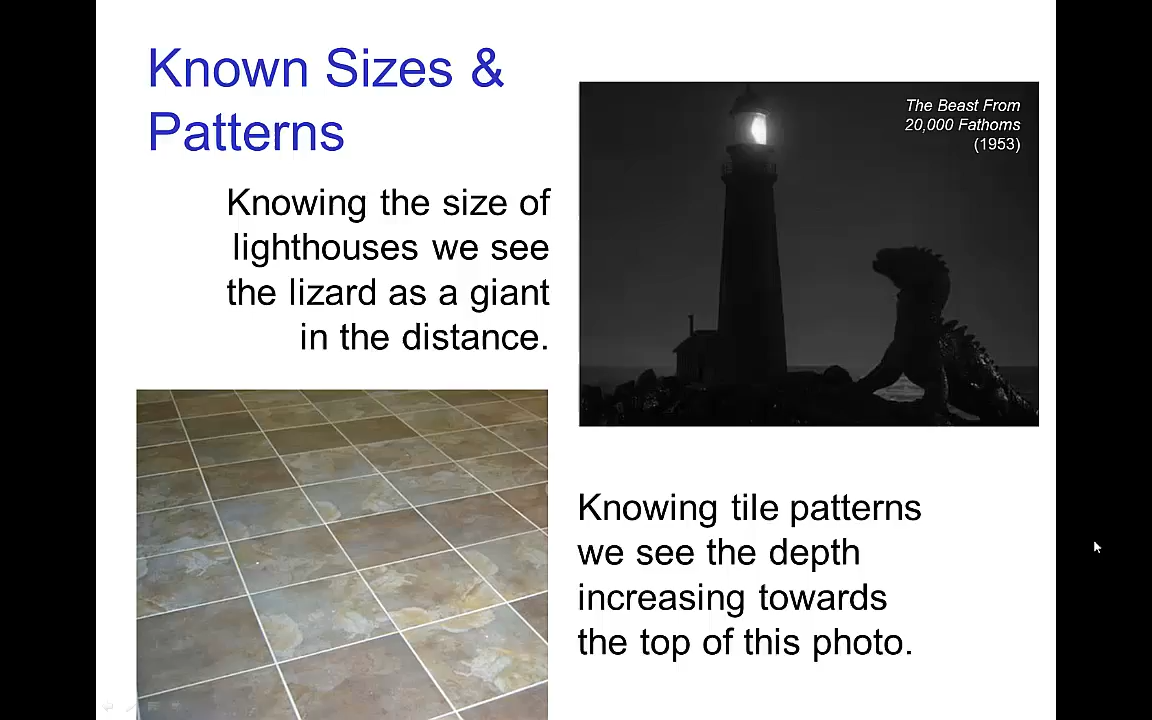 Known Sizes &
Patterns
Knowing the size of
lighthouses we see
the lizard as a giant
in the distance.
The Beast From
20,000 Fathoms
(1953)
Knowing tile patterns
we see the depth
increasing towards
the top of this photo.